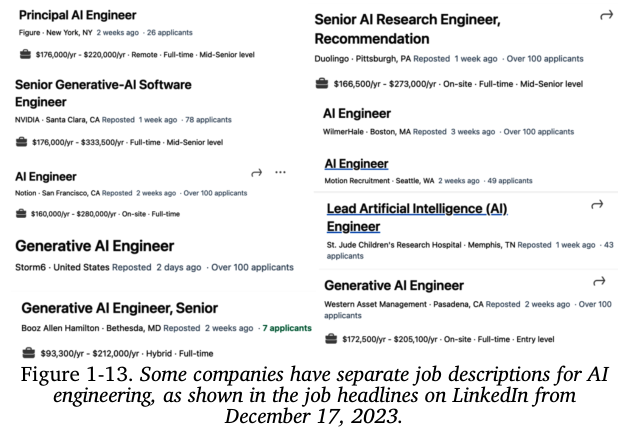 Principal AI Engineer
Figure · New York, NY 2 weeks ago · 26 applicants
$176,000/yr - $220,000/yr · Remote · Full-time · Mid-Senior level
Senior Generative-AI Software
Engineer
NVIDIA · Santa Clara, CA Reposted 1 week ago · 78 applicants
$176,000/yr - $333,500/yr · Full-time · Mid-Senior level
AI Engineer
Notion · San Francisco, CA Reposted 2 weeks ago · Over 100 applicants
$160,000/yr - $280,000/yr · On-site · Full-time
Generative AI Engineer
Storm6 · United States Reposted 2 days ago · Over 100 applicants
Generative AI Engineer, Senior
Booz Allen Hamilton · Bethesda, MD Reposted 2 weeks ago · 7 applicants
$93,300/yr - $212,000/yr · Hybrid · Full-time
Senior AI Research Engineer,
Recommendation
Duolingo · Pittsburgh, PA Reposted 1 week ago · Over 100 applicants
$166,500/yr - $273,000/yr · On-site · Full-time · Mid-Senior level
AI Engineer
WilmerHale · Boston, MA Reposted 3 weeks ago · Over 100 applicants
AI Engineer
Motion Recruitment · Seattle, WA 2 weeks ago · 49 applicants
Lead Artificial Intelligence (AI)
Engineer
St. Jude Children's Research Hospital · Memphis, TN Reposted 1 week ago · 43
applicants
Generative AI Engineer
Western Asset Management · Pasadena, CA Reposted 2 weeks ago · Over 100
applicants
$172,500/yr - $205,100/yr · On-site · Full-time · Entry level
Figure 1-13. Some companies have separate job descriptions for AI
engineering, as shown in the job headlines on LinkedIn from
December 17, 2023.